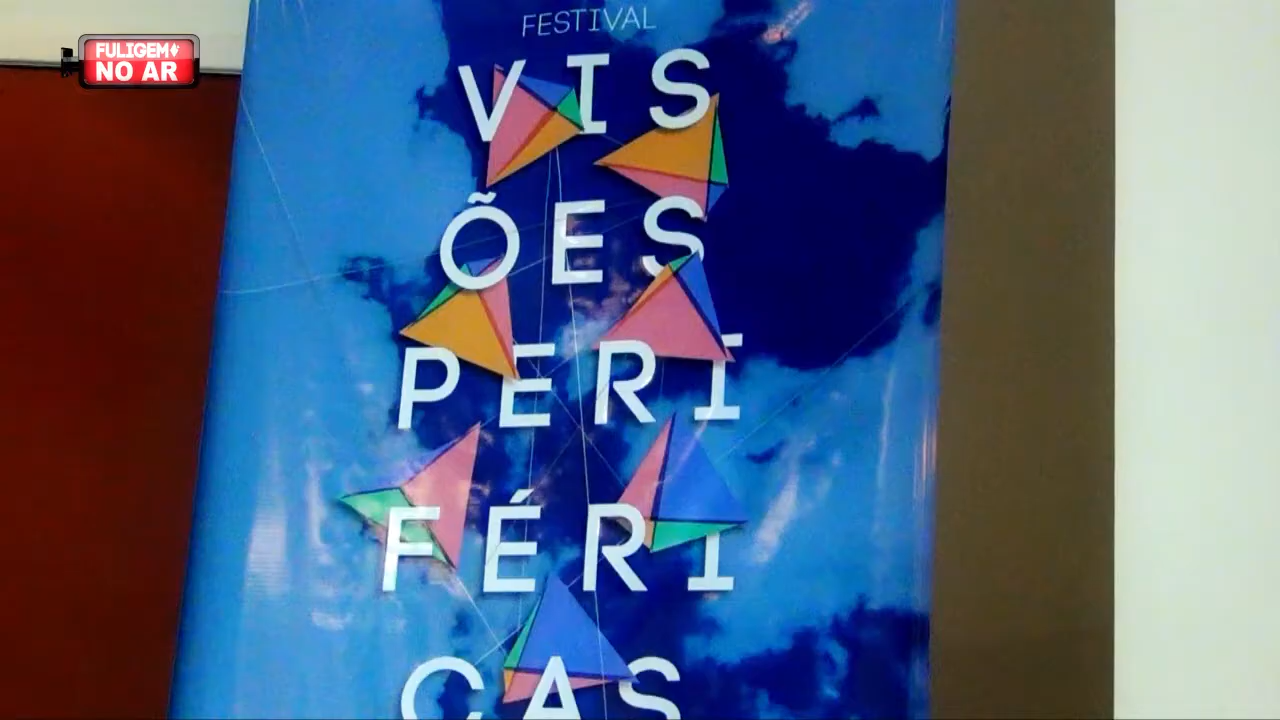 FULIGEM
NO AR
FESTIVAL
VIS
ÕES
PERI
FÉRI
CAS